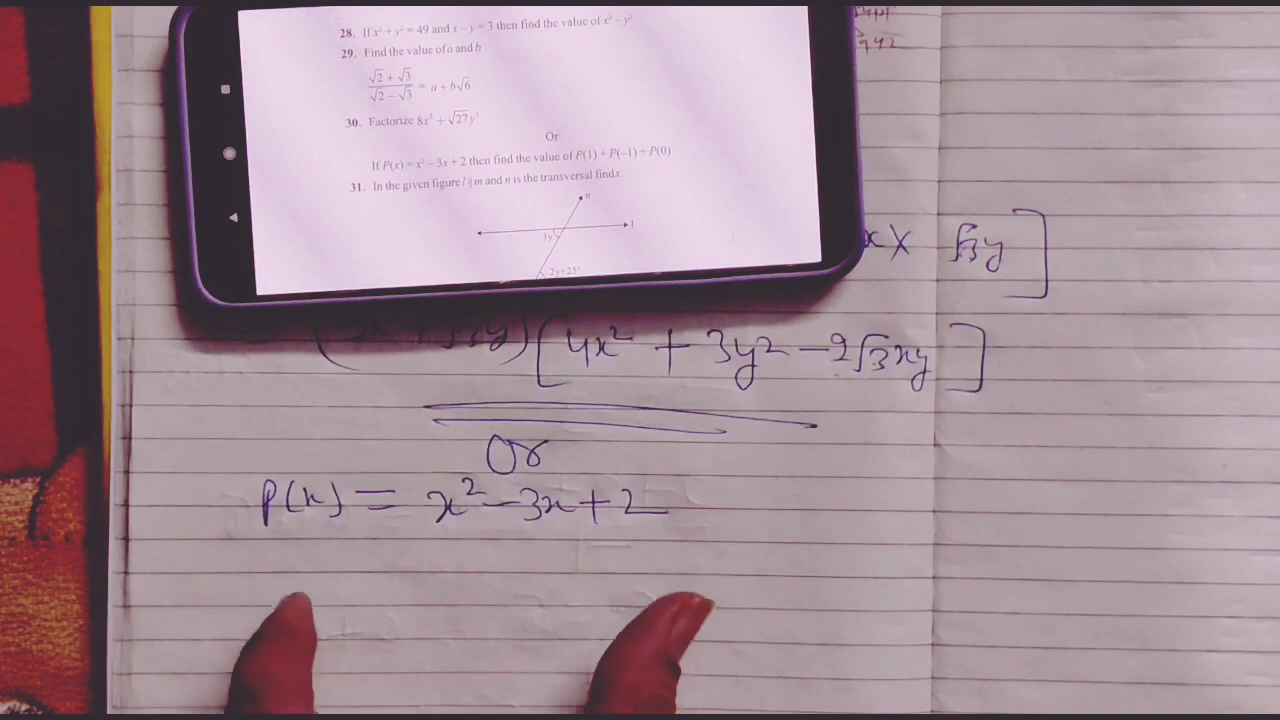 28. If x² + y² = 49 and x – y = 3 then find the value of x³ – y³
29. Find the value of a and b
(√2 + √3)/(√2 – √3) = a + b√6
30. Factorize 8x³ + √27y³
Or
If P(x) = x² – 3x + 2 then find the value of P(1) + P(–1) + P(0)
31. In the given figure l || m and n is the transversal find x.
n
l
3y
2y+25°
x × √3y ]
√3y) [4x² + 3y² – 2√3xy ]
Or
P(x) = x² – 3x + 2